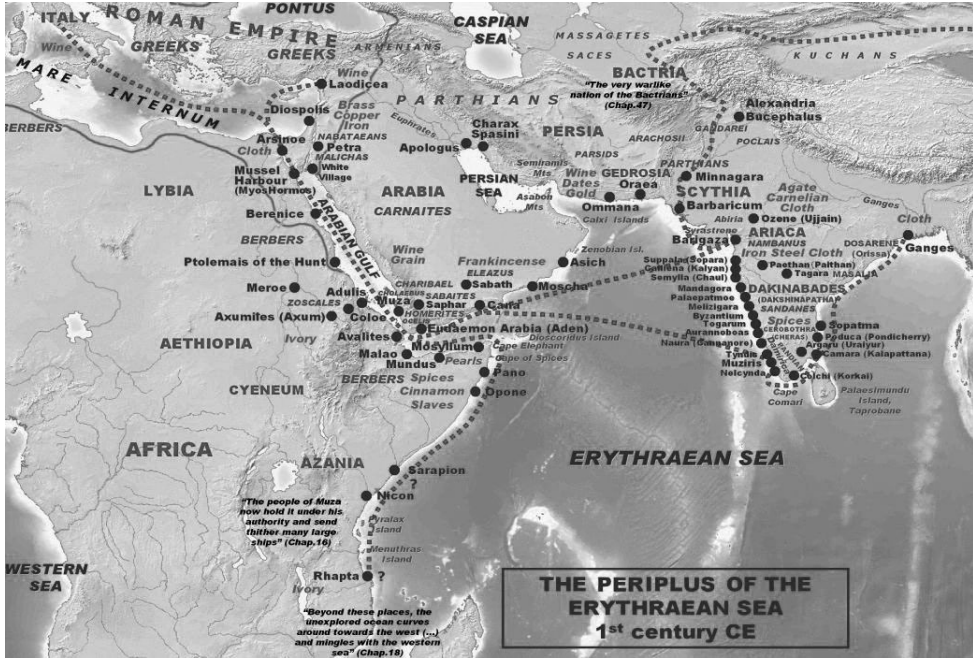 ITALY
ROMAN
EMPIRE
PONTUS
GREEKS
GREEKS
Wine
MARE
INTERNUM
CASPIAN
SEA
ARMENIANS
MASSAGETES
SACES
KUCHANS
BACTRIA
"The very warlike
nation of the Bactrians"
(Chap.47)
Wine
Laodicea
Diospolis
Brass
Copper
Iron
PARTHIANS
Alexandria
Bucephalus
BERBERS
Arsinoe
Cloth
NABATAEANS
Petra
MALICHAS
Euphrates
Charax
Spasini
Apologus
PERSIA
ARACHOSII
GANDAREI
POCLAIS
Mussel
Harbour
(MyosHormos)
White
Village
Semiramis
Mts.
PARSIDS
PARTHIANS
Minnagara
LYBIA
ARABIA
CARNAITES
PERSIAN
SEA
Asabon
Mts
Wine
Dates
Gold
GEDROSIA
Oraea
Ommana
SCYTHIA
Barbaricum
Agate
Carnelian
Cloth
Ganges
Berenice
ARABIAN GULF
Calxi Islands
Abiria
Ozene (Ujjain)
Cloth
BERBERS
Syrastrene
ARIACA
NAMBANUS
DOSARENE
(Orissa)
Ganges
Barigaza
Iron Steel Cloth
Ptolemais of the Hunt
Wine
Grain
Frankincense
ELEAZUS
Zenobian Isl.
Asich
Suppala (Sopara)
Calliena (Kalyan)
Semylla (Chaul)
Paethan (Paithan)
Tagara
MASALIA
Meroe
ZOSCALES
Adulis
CHOLAEBUS
CHARIBAEL
Sabath
Moscha
Mandagora
DAKINABADES
(DAKSHINAPATHA)
Muza
SABAITES
Saphar
Cana
Palaepatmoe
Melizigara
SANDANES
Axumites (Axum)
Coloe
HOMERITES
OCELIS
Byzantium
Togarum
Spices
CEROBOTHRA
(CHERAS)
Sopatma
Ivory
Eudaemon Arabia (Aden)
Dioscoridus Island
Aurannoboas
Poduca (Pondicherry)
AETHIOPIA
Avalites
Mosyllum
Cape Elephant
Naura (Cannanore)
Argaru (Uraiyur)
Malao
Mundus
Pearls
Cape of Spices
Tyndis
Camara (Kalapattana)
Muziris
CYENEUM
BERBERS
Spices
Cinnamon
Slaves
Pano
Opone
Nelcynda
Colchi (Korkai)
Cape
Comari
Palaesimundu
Island,
Taprobane
AFRICA
AZANIA
Sarapion
?
ERYTHRAEAN SEA
"The people of Muza
now hold it under his
authority and send
thither many large
ships" (Chap.16)
Nicon
Pyralax
Island
Menuthias
Island
WESTERN
SEA
Rhapta
?
Ivory
"Beyond these places, the
unexplored ocean curves
around towards the west (...)
and mingles with the western
sea" (Chap.18)
THE PERIPLUS OF THE
ERYTHRAEAN SEA
1st century CE